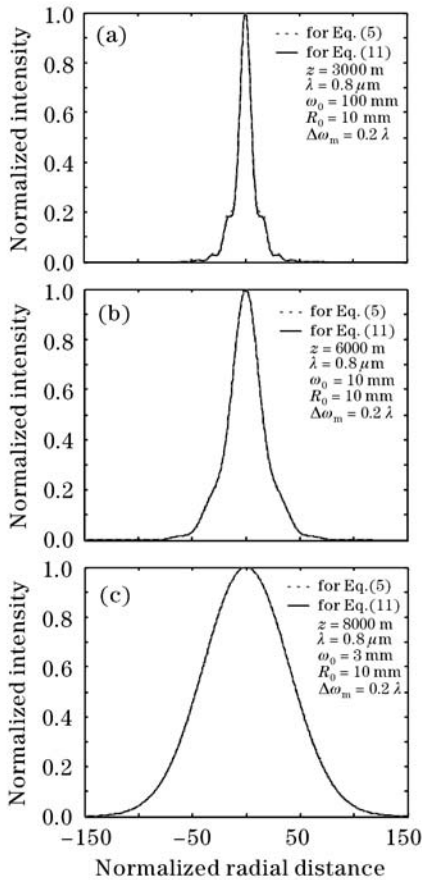 (a)
for Eq. (5)
for Eq. (11)
z = 3000 m
λ = 0.8 μm
ω₀ = 100 mm
R₀ = 10 mm
Δωₘ = 0.2 λ
Normalized intensity
1.0
0.8
0.6
0.4
0.2
0.0
(b)
for Eq. (5)
for Eq. (11)
z = 6000 m
λ = 0.8 μm
ω₀ = 10 mm
R₀ = 10 mm
Δωₘ = 0.2 λ
Normalized intensity
1.0
0.8
0.6
0.4
0.2
0.0
(c)
for Eq.(5)
for Eq.(11)
z = 8000 m
λ = 0.8 μm
ω₀ = 3 mm
R₀ = 10 mm
Δωₘ = 0.2 λ
Normalized intensity
1.0
0.8
0.6
0.4
0.2
0.0
−150 −50 50 150
Normalized radial distance